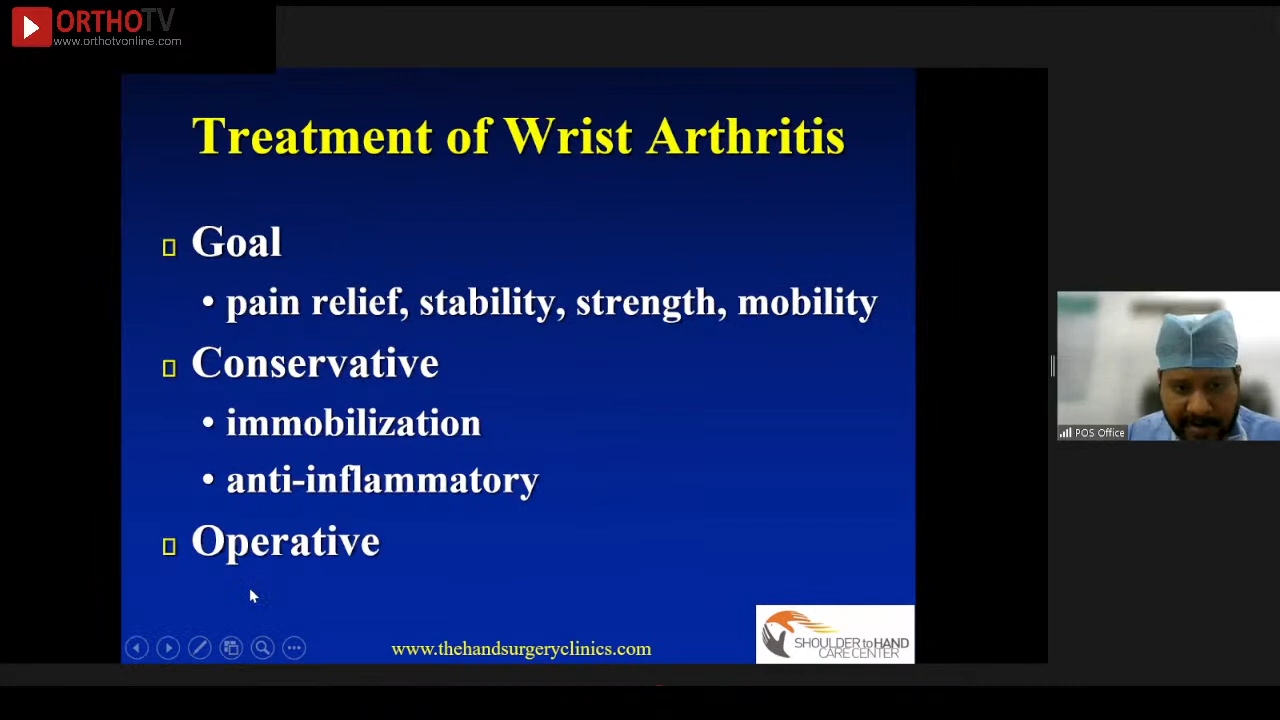 ORTHOTV
www.orthotvonline.com
Treatment of Wrist Arthritis
Goal
• pain relief, stability, strength, mobility
Conservative
• immobilization
• anti-inflammatory
Operative
www.thehandsurgeryclinics.com
SHOULDER to HAND
CARE CENTER
POS Office